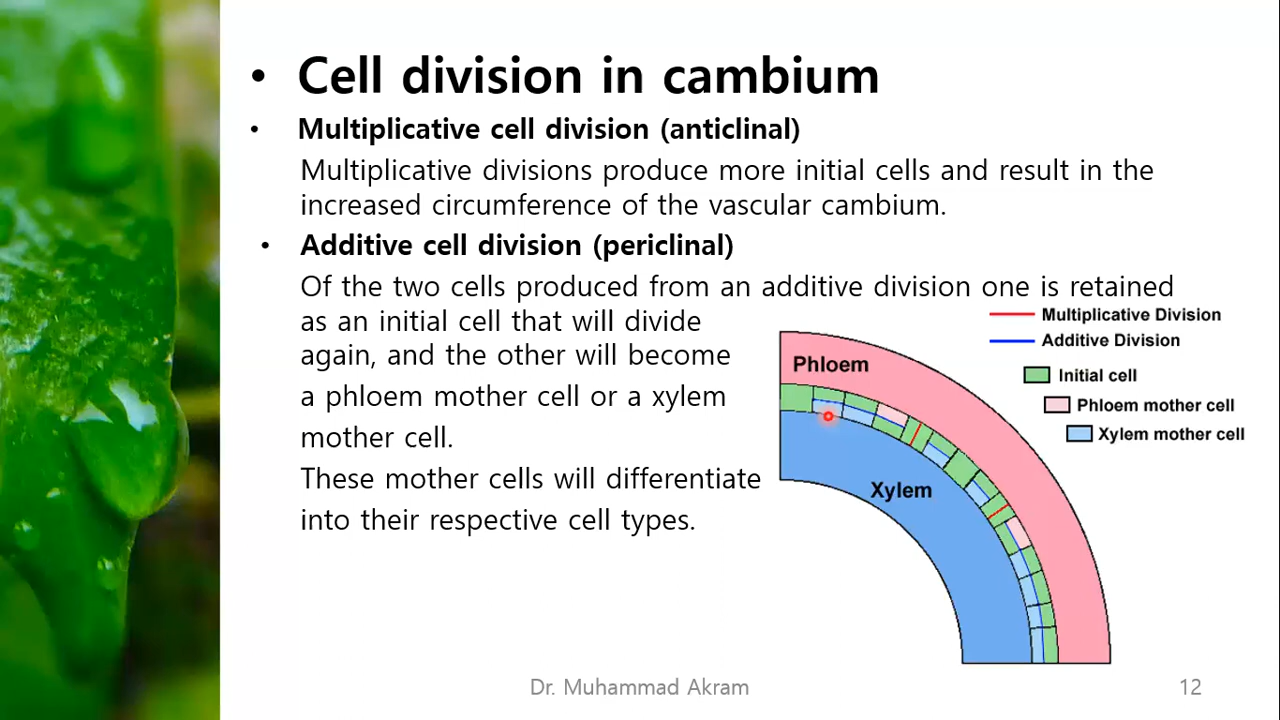 • Cell division in cambium
• Multiplicative cell division (anticlinal)
Multiplicative divisions produce more initial cells and result in the
increased circumference of the vascular cambium.
• Additive cell division (periclinal)
Of the two cells produced from an additive division one is retained
as an initial cell that will divide
again, and the other will become
a phloem mother cell or a xylem
mother cell.
These mother cells will differentiate
into their respective cell types.
Multiplicative Division
Additive Division
Initial cell
Phloem mother cell
Xylem mother cell
Phloem
Xylem
Dr. Muhammad Akram
12